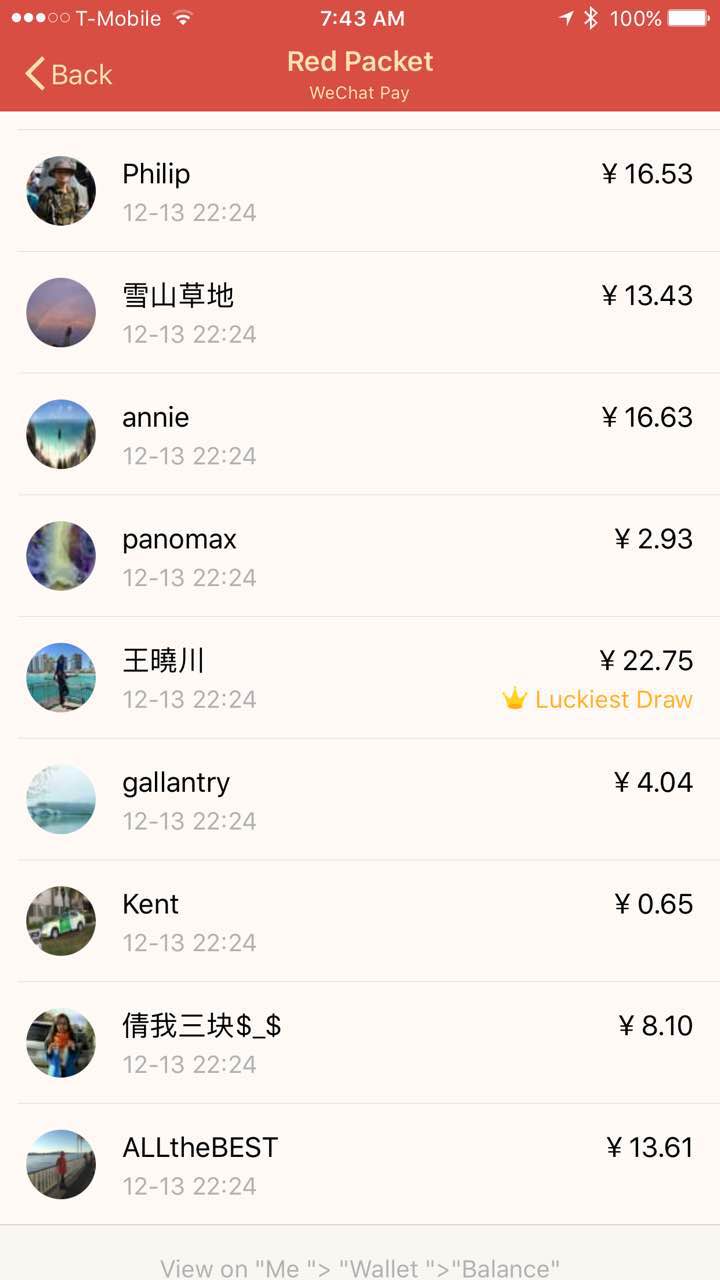 T-Mobile 7:43 AM 100%
Back
Red Packet
WeChat Pay
Philip ¥ 16.53
12-13 22:24
雪山草地 ¥ 13.43
12-13 22:24
annie ¥ 16.63
12-13 22:24
panomax ¥ 2.93
12-13 22:24
王曉川 ¥ 22.75
12-13 22:24 Luckiest Draw
gallantry ¥ 4.04
12-13 22:24
Kent ¥ 0.65
12-13 22:24
倩我三块$_$ ¥ 8.10
12-13 22:24
ALLtheBEST ¥ 13.61
12-13 22:24
View on "Me "> "Wallet ">"Balance"